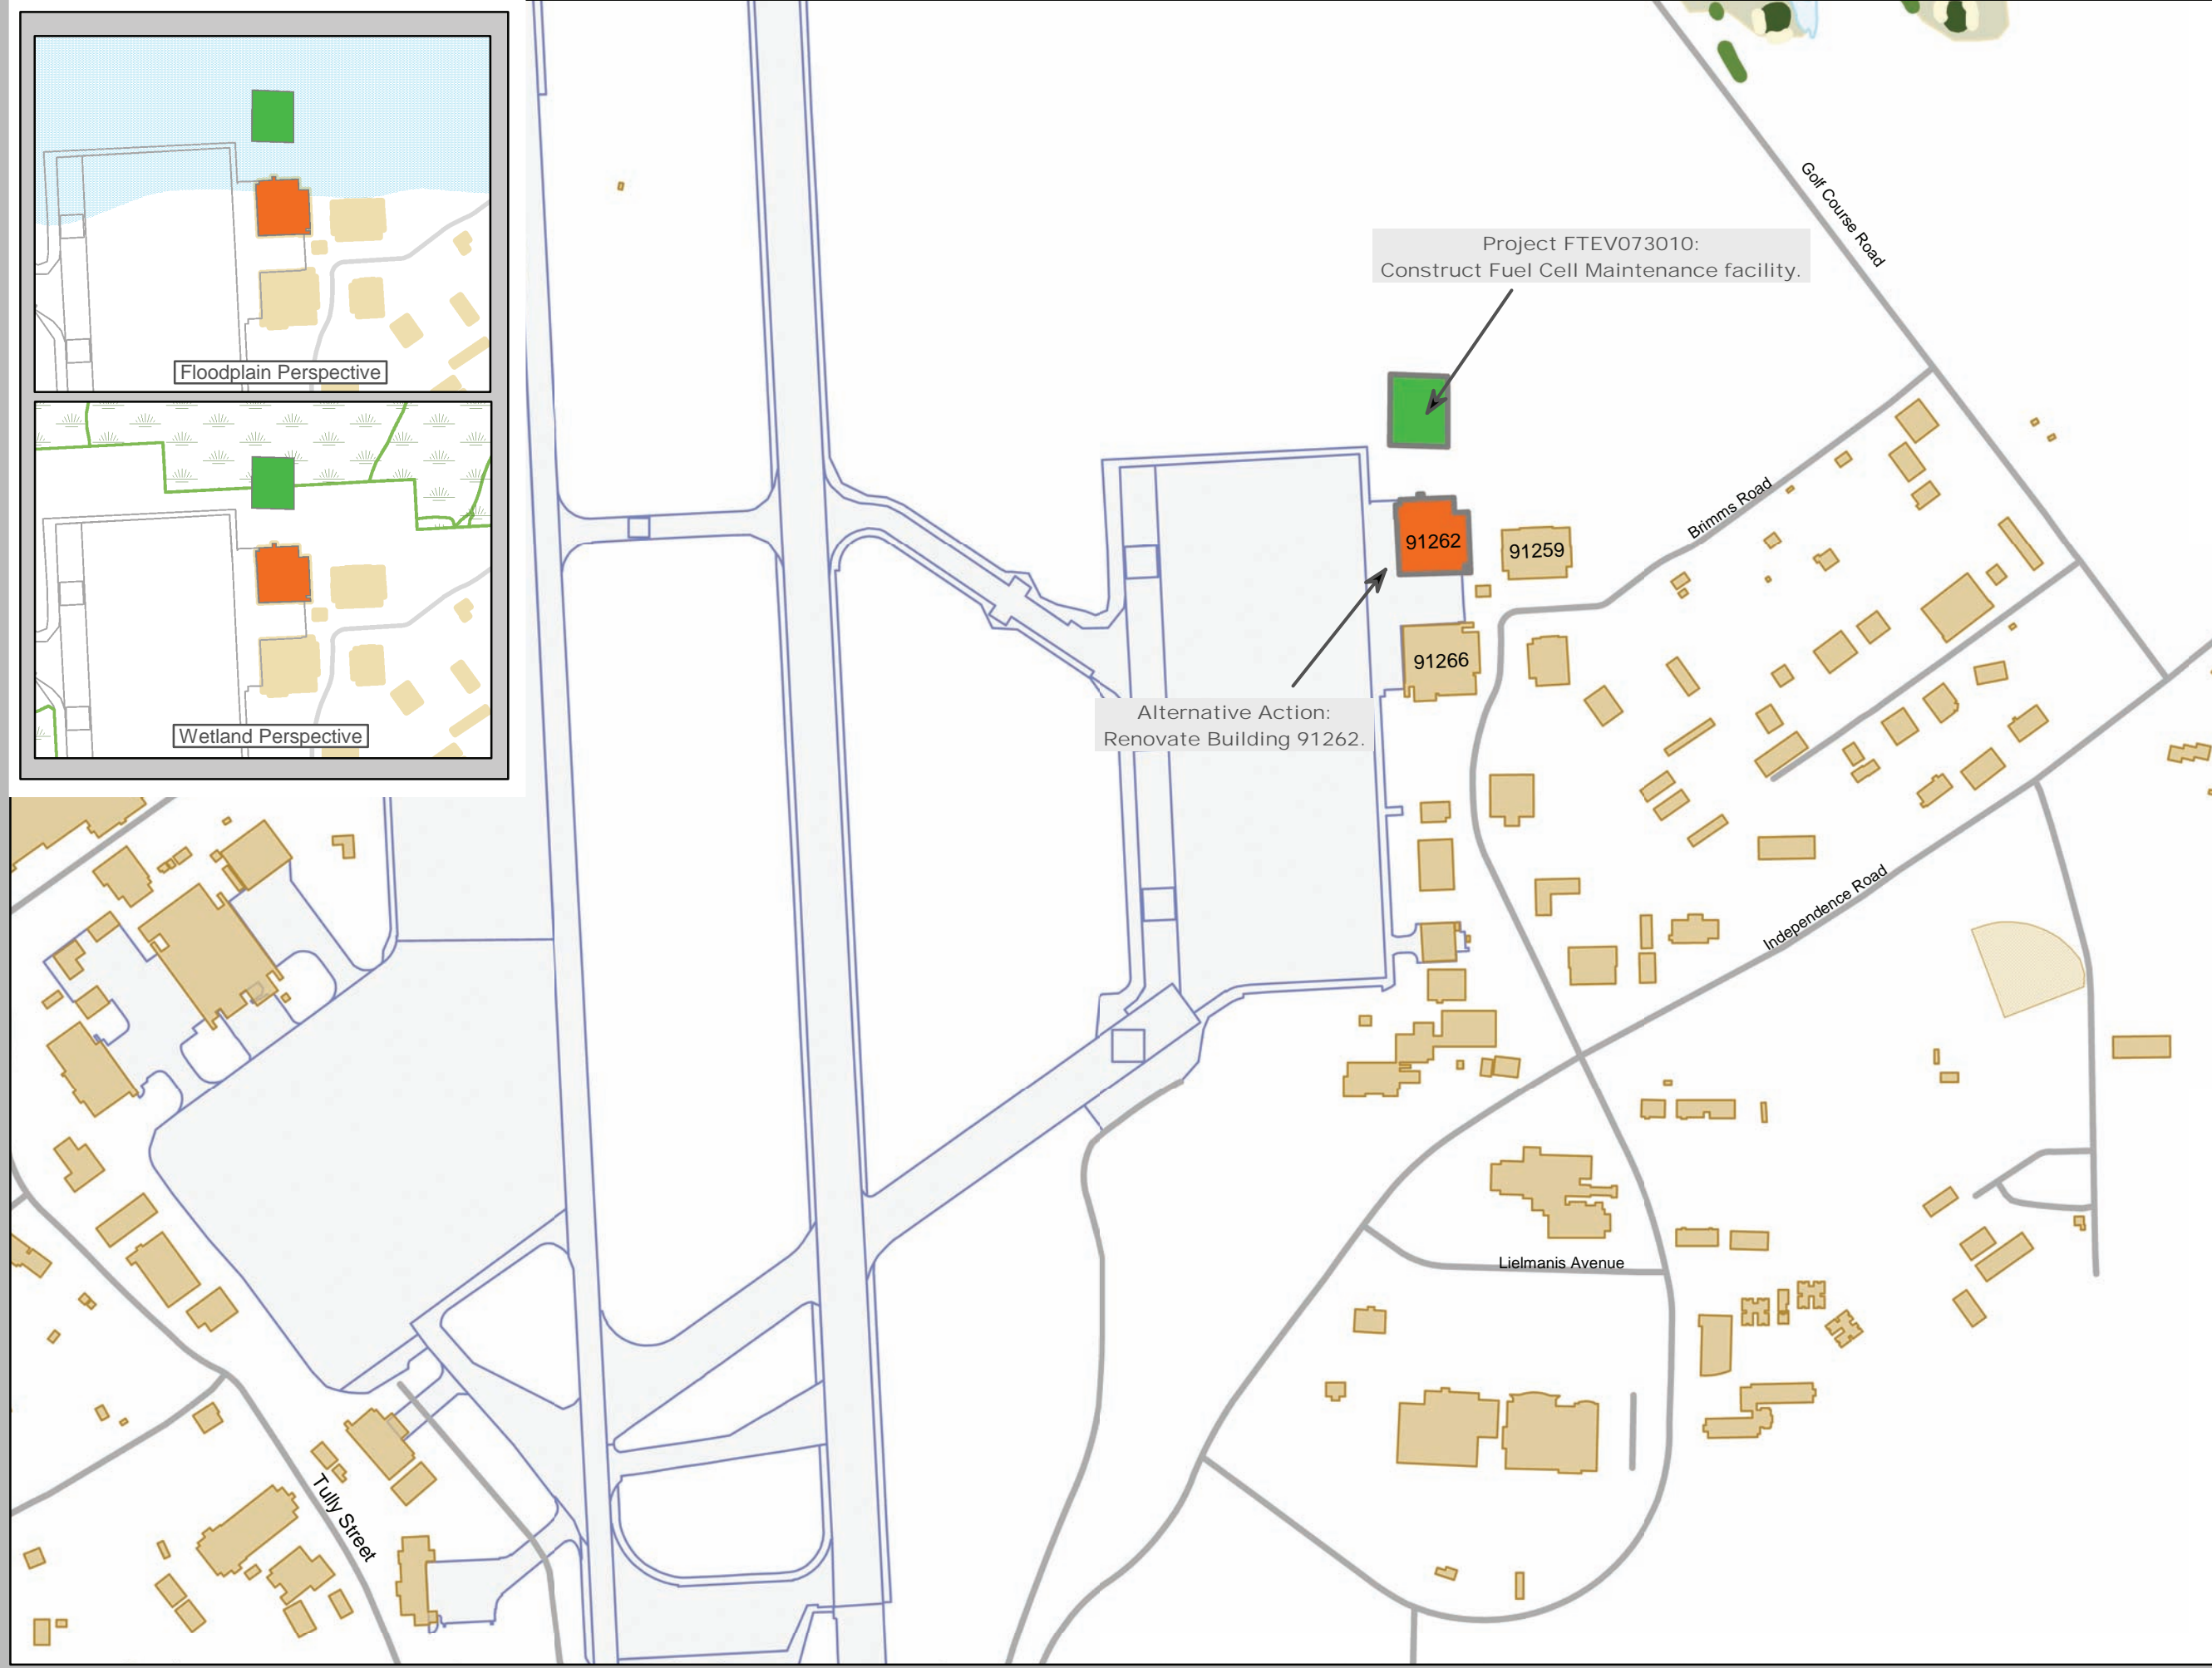 Floodplain Perspective
Wetland Perspective
Golf Course Road
Project FTEV073010:
Construct Fuel Cell Maintenance facility.
Brimms Road
91262
91259
91266
Alternative Action:
Renovate Building 91262.
Independence Road
Lielmanis Avenue
Tully Street